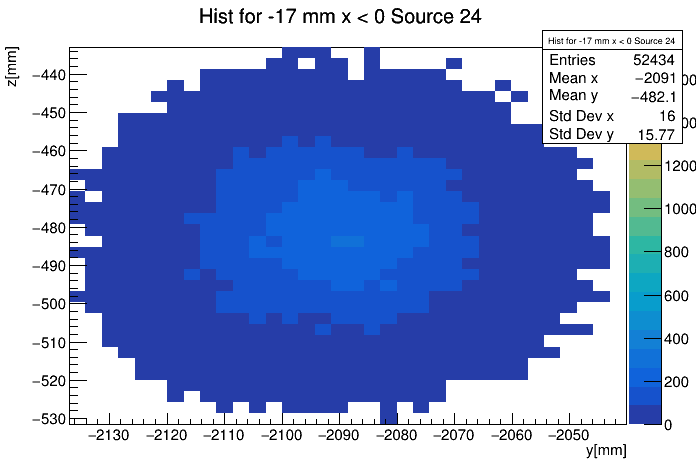 Hist for -17 mm x < 0 Source 24
Hist for -17 mm x < 0 Source 24
Entries 52434
Mean x −2091
Mean y −482.1
Std Dev x 16
Std Dev y 15.77
z[mm]
−440
−450
−460
−470
−480
−490
−500
−510
−520
−530
1200
1000
800
600
400
200
0
−2130 −2120 −2110 −2100 −2090 −2080 −2070 −2060 −2050
y[mm]